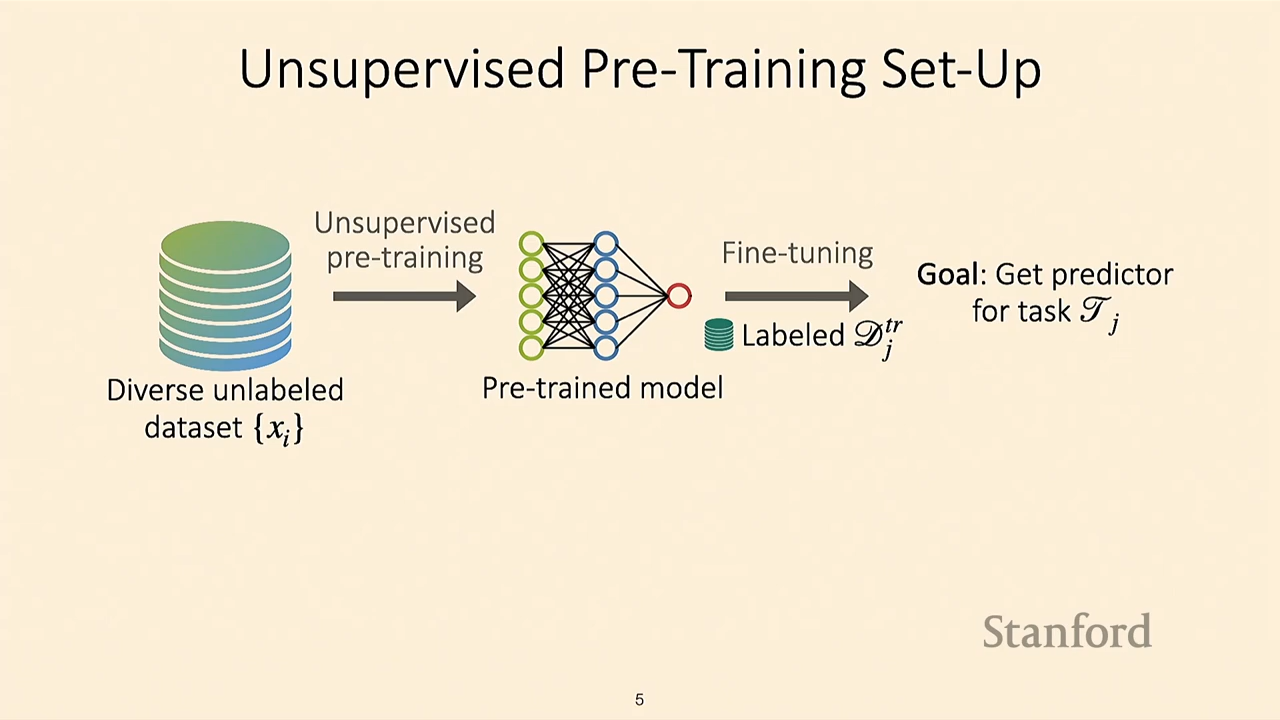 Unsupervised Pre-Training Set-Up
Unsupervised
pre-training
Diverse unlabeled
dataset {xᵢ}
Pre-trained model
Fine-tuning
Labeled 𝒟ⱼᵗʳ
Goal: Get predictor
for task 𝒯ⱼ
Stanford
5